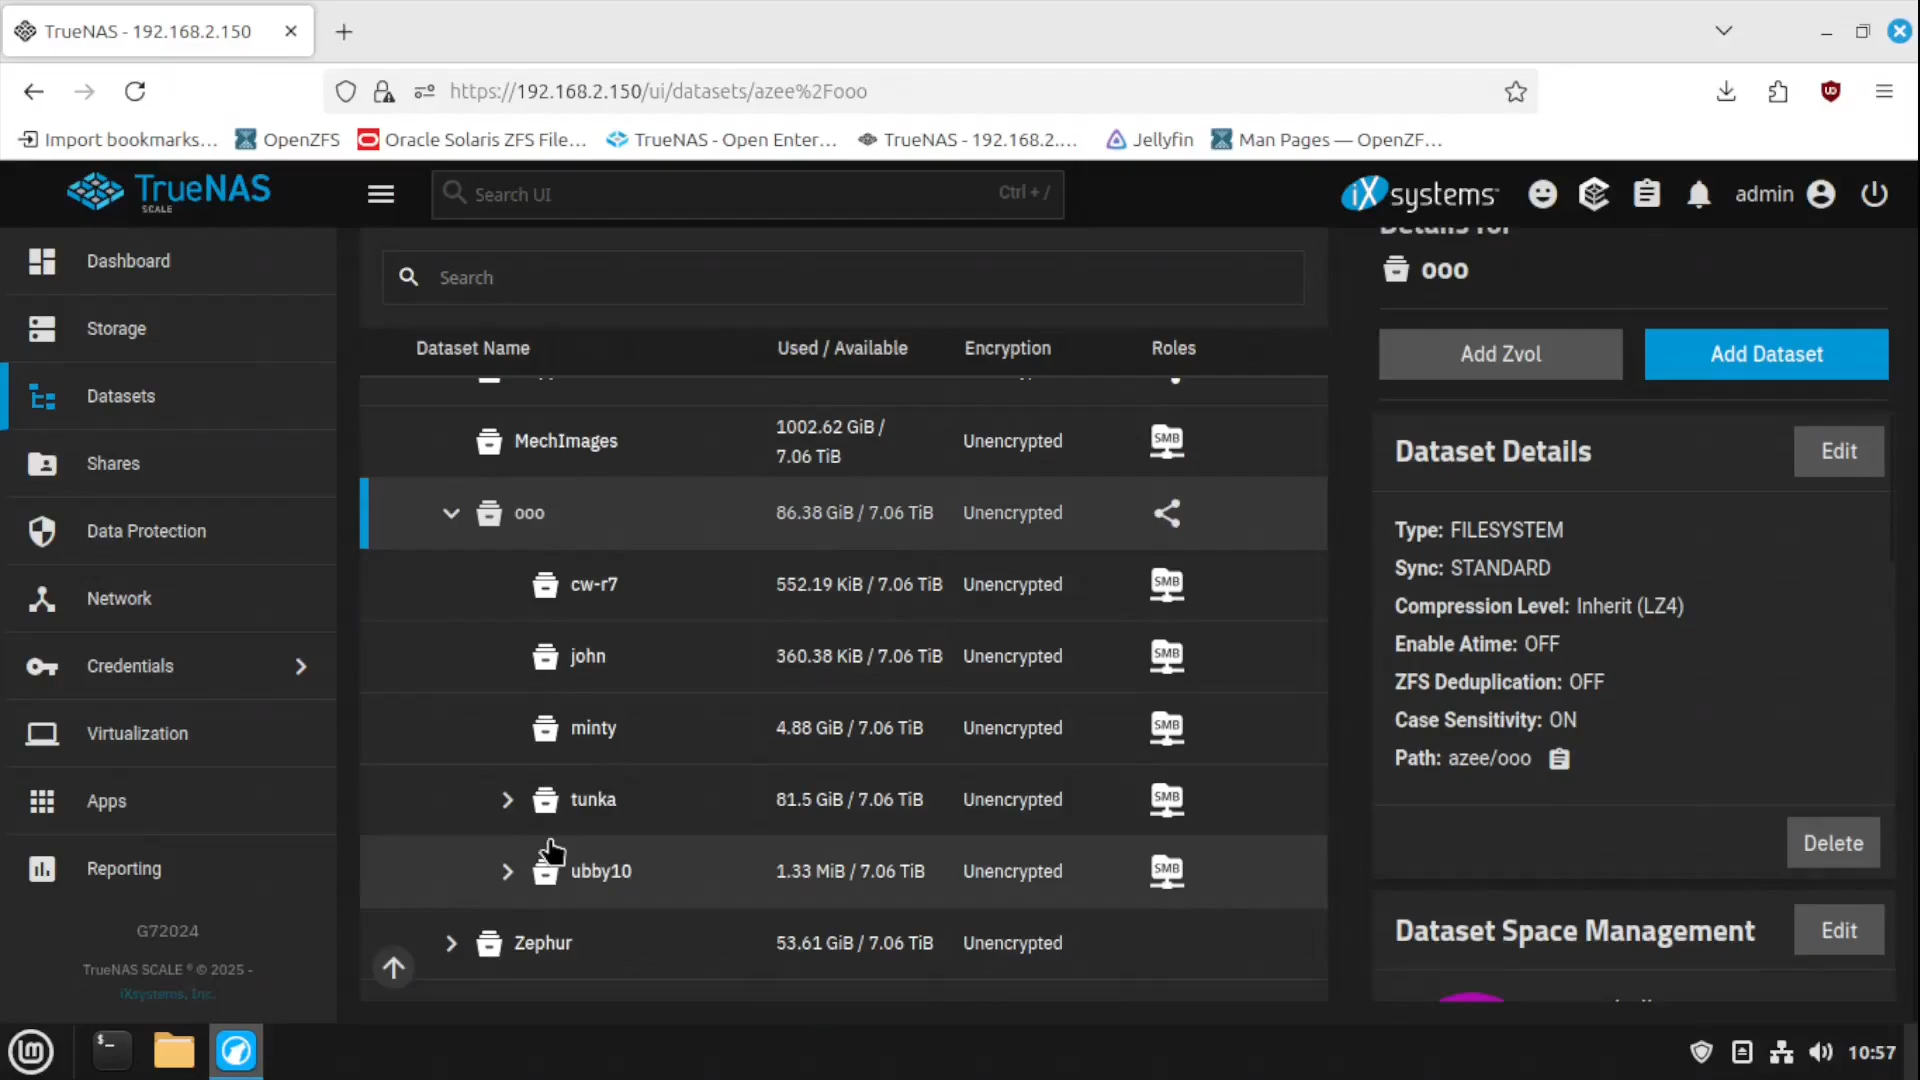 TrueNAS - 192.168.2.150
https://192.168.2.150/ui/datasets/azee%2Fooo
Import bookmarks...
OpenZFS
Oracle Solaris ZFS File...
TrueNAS - Open Enter...
TrueNAS - 192.168.2....
Jellyfin
Man Pages — OpenZF...
TrueNAS
SCALE
Search UI
Ctrl + /
iX systems
admin
Dashboard
Storage
Datasets
Shares
Data Protection
Network
Credentials
Virtualization
Apps
Reporting
G72024
TrueNAS SCALE ® © 2025 -
iXsystems, Inc.
Search
Dataset Name
Used / Available
Encryption
Roles
MechImages
1002.62 GiB /
7.06 TiB
Unencrypted
SMB
ooo
86.38 GiB / 7.06 TiB
Unencrypted
cw-r7
552.19 KiB / 7.06 TiB
Unencrypted
SMB
john
360.38 KiB / 7.06 TiB
Unencrypted
SMB
minty
4.88 GiB / 7.06 TiB
Unencrypted
SMB
tunka
81.5 GiB / 7.06 TiB
Unencrypted
SMB
ubby10
1.33 MiB / 7.06 TiB
Unencrypted
SMB
Zephur
53.61 GiB / 7.06 TiB
Unencrypted
Details for
ooo
Add Zvol
Add Dataset
Dataset Details
Edit
Type: FILESYSTEM
Sync: STANDARD
Compression Level: Inherit (LZ4)
Enable Atime: OFF
ZFS Deduplication: OFF
Case Sensitivity: ON
Path: azee/ooo
Delete
Dataset Space Management
Edit
10:57